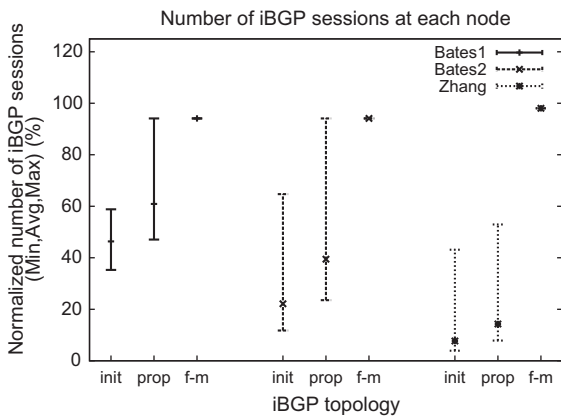 Number of iBGP sessions at each node
Normalized number of iBGP sessions
(Min,Avg,Max) (%)
120
100
80
60
40
20
0
Bates1
Bates2
Zhang
init prop f-m init prop f-m init prop f-m
iBGP topology